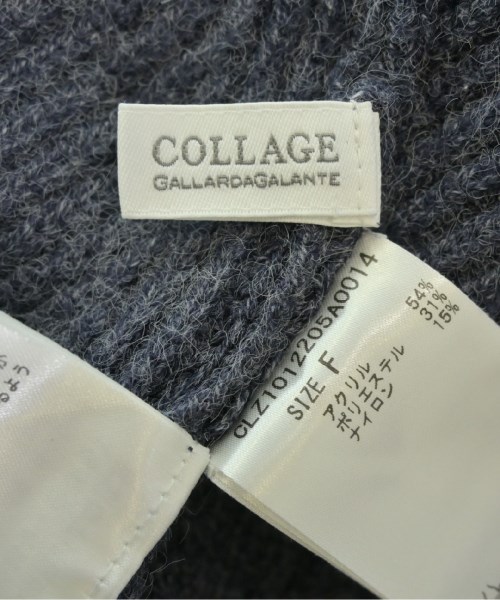 COLLAGE
GALLARDAGALANTE
CLZ1012205A0014
SIZE F
アクリル 54%
ポリエステル 31%
ナイロン 15%